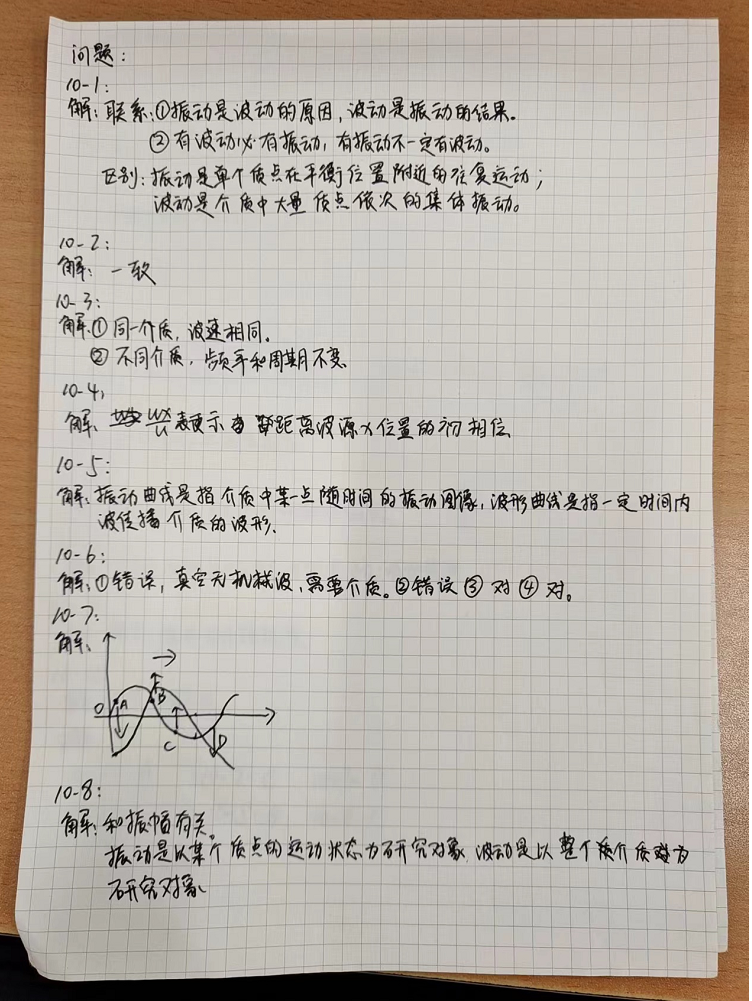 问题:
10-1:
解:联系:①振动是波动的原因,波动是振动的结果。
②有波动必有振动,有振动不一定有波动。
区别:振动是单个质点在平衡位置附近的往复运动;
波动是介质中大量质点依次的集体振动。
10-2:
解:一致
10-3:
解:①同一介质,波速相同。
②不同介质,频率和周期不变
10-4:
解: ωx/u 表示 距离波源x位置的初相位
10-5:
解:振动曲线是指介质中某一点随时间的振动图像,波形曲线是指一定时间内
波传播介质的波形.
10-6:
解:①错误,真空无机械波,需要介质。②错误③对④对。
10-7:
解:
O A B C D
10-8:
解:和振幅有关。
振动是以某个质点的运动状态为研究对象,波动是以整个介质为
研究对象